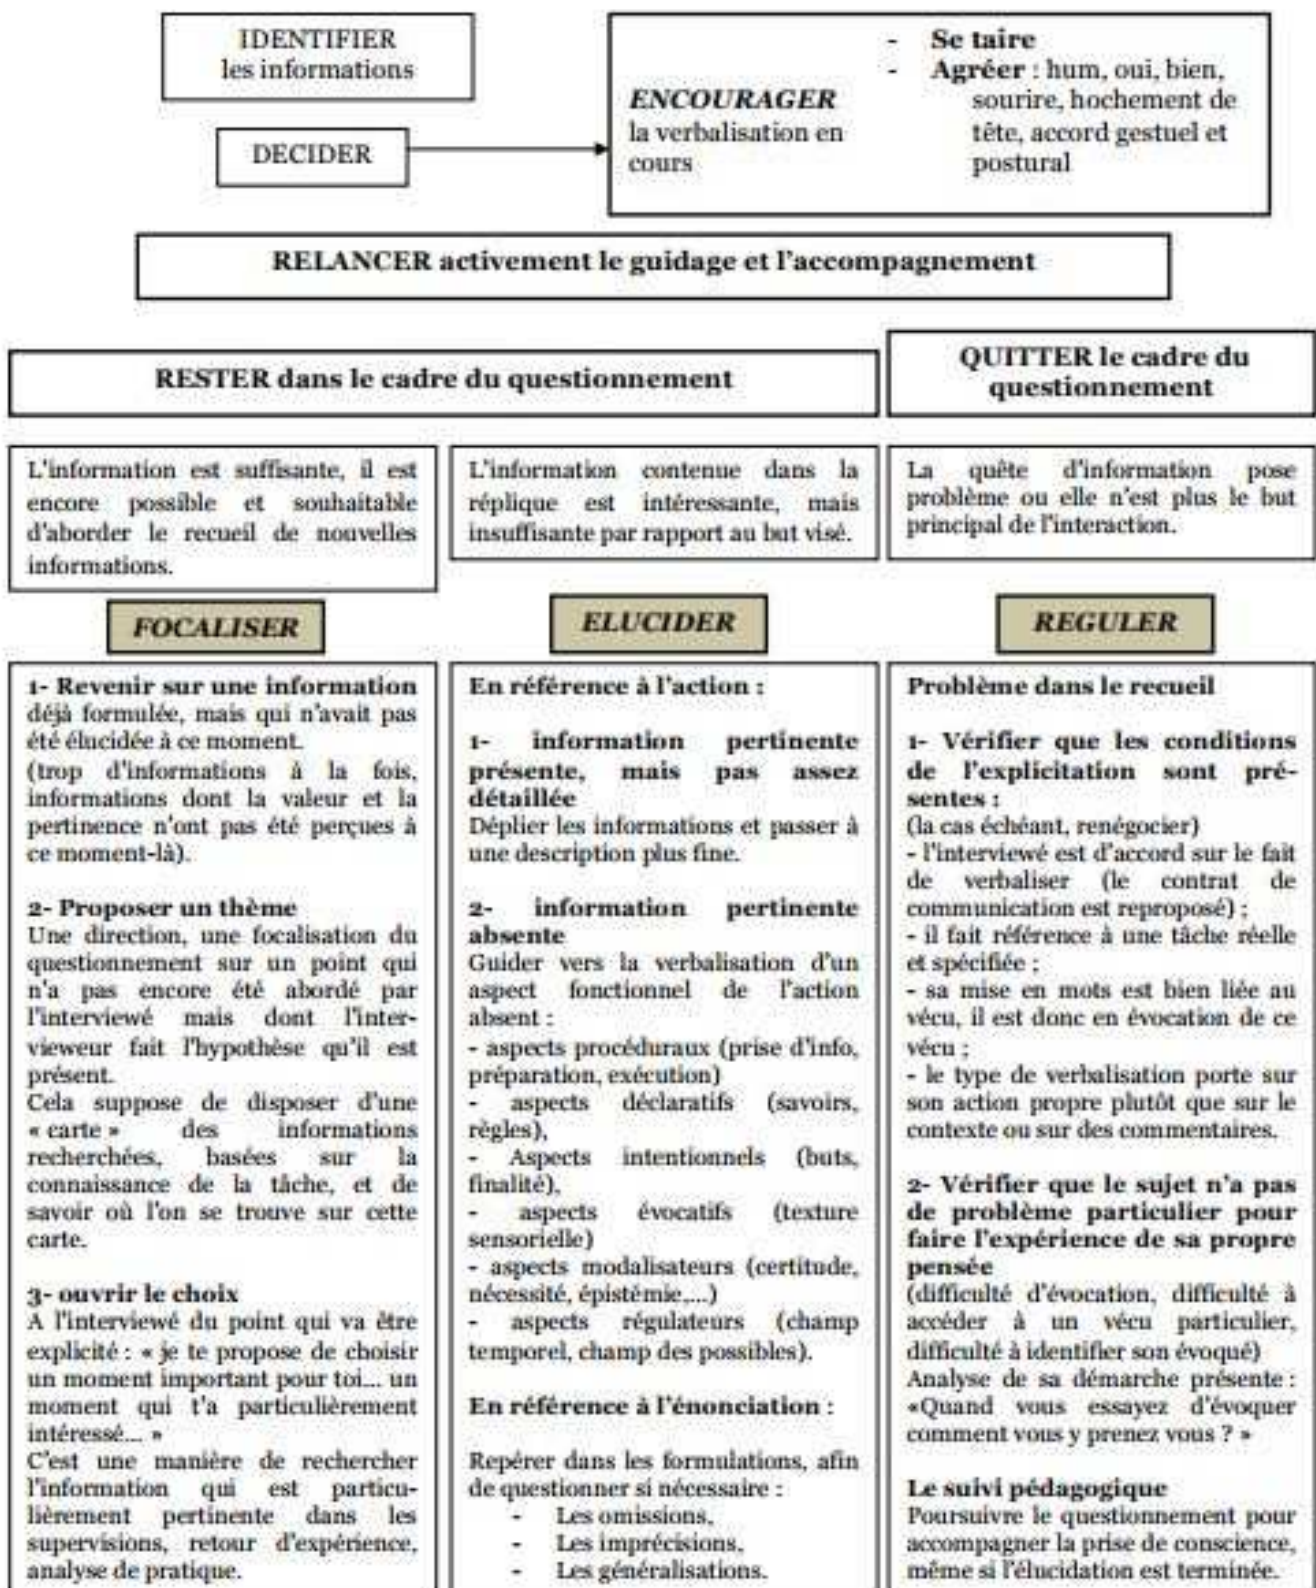 IDENTIFIER
les informations
DECIDER
ENCOURAGER
la verbalisation en
cours
- Se taire
- Agréer : hum, oui, bien,
sourire, hochement de
tête, accord gestuel et
postural
RELANCER activement le guidage et l'accompagnement
RESTER dans le cadre du questionnement
QUITTER le cadre du
questionnement
L'information est suffisante, il est
encore possible et souhaitable
d'aborder le recueil de nouvelles
informations.
L'information contenue dans la
réplique est intéressante, mais
insuffisante par rapport au but visé.
La quête d'information pose
problème ou elle n'est plus le but
principal de l'interaction.
FOCALISER
ELUCIDER
REGULER
1- Revenir sur une information
déjà formulée, mais qui n'avait pas
été élucidée à ce moment.
(trop d'informations à la fois,
informations dont la valeur et la
pertinence n'ont pas été perçues à
ce moment-là).
2- Proposer un thème
Une direction, une focalisation du
questionnement sur un point qui
n'a pas encore été abordé par
l'interviewé mais dont l'inter-
vieweur fait l'hypothèse qu'il est
présent.
Cela suppose de disposer d'une
« carte » des informations
recherchées, basées sur la
connaissance de la tâche, et de
savoir où l'on se trouve sur cette
carte.
3- ouvrir le choix
A l'interviewé du point qui va être
explicité : « je te propose de choisir
un moment important pour toi... un
moment qui t'a particulièrement
intéressé... »
C'est une manière de rechercher
l'information qui est particu-
lièrement pertinente dans les
supervisions, retour d'expérience,
analyse de pratique.
En référence à l'action :
1- information pertinente
présente, mais pas assez
détaillée
Déplier les informations et passer à
une description plus fine.
2- information pertinente
absente
Guider vers la verbalisation d'un
aspect fonctionnel de l'action
absent :
- aspects procéduraux (prise d'info,
préparation, exécution)
- aspects déclaratifs (savoirs,
règles),
- Aspects intentionnels (buts,
finalité),
- aspects évocatifs (texture
sensorielle)
- aspects modalisateurs (certitude,
nécessité, épistémie,...)
- aspects régulateurs (champ
temporel, champ des possibles).
En référence à l'énonciation :
Repérer dans les formulations, afin
de questionner si nécessaire :
- Les omissions,
- Les imprécisions,
- Les généralisations.
Problème dans le recueil
1- Vérifier que les conditions
de l'explicitation sont pré-
sentes :
(la cas échéant, renégocier)
- l'interviewé est d'accord sur le fait
de verbaliser (le contrat de
communication est reproposé) ;
- il fait référence à une tâche réelle
et spécifiée ;
- sa mise en mots est bien liée au
vécu, il est donc en évocation de ce
vécu ;
- le type de verbalisation porte sur
son action propre plutôt que sur le
contexte ou sur des commentaires.
2- Vérifier que le sujet n'a pas
de problème particulier pour
faire l'expérience de sa propre
pensée
(difficulté d'évocation, difficulté à
accéder à un vécu particulier,
difficulté à identifier son évoqué)
Analyse de sa démarche présente :
«Quand vous essayez d'évoquer
comment vous y prenez vous ? »
Le suivi pédagogique
Poursuivre le questionnement pour
accompagner la prise de conscience,
même si l'élucidation est terminée.